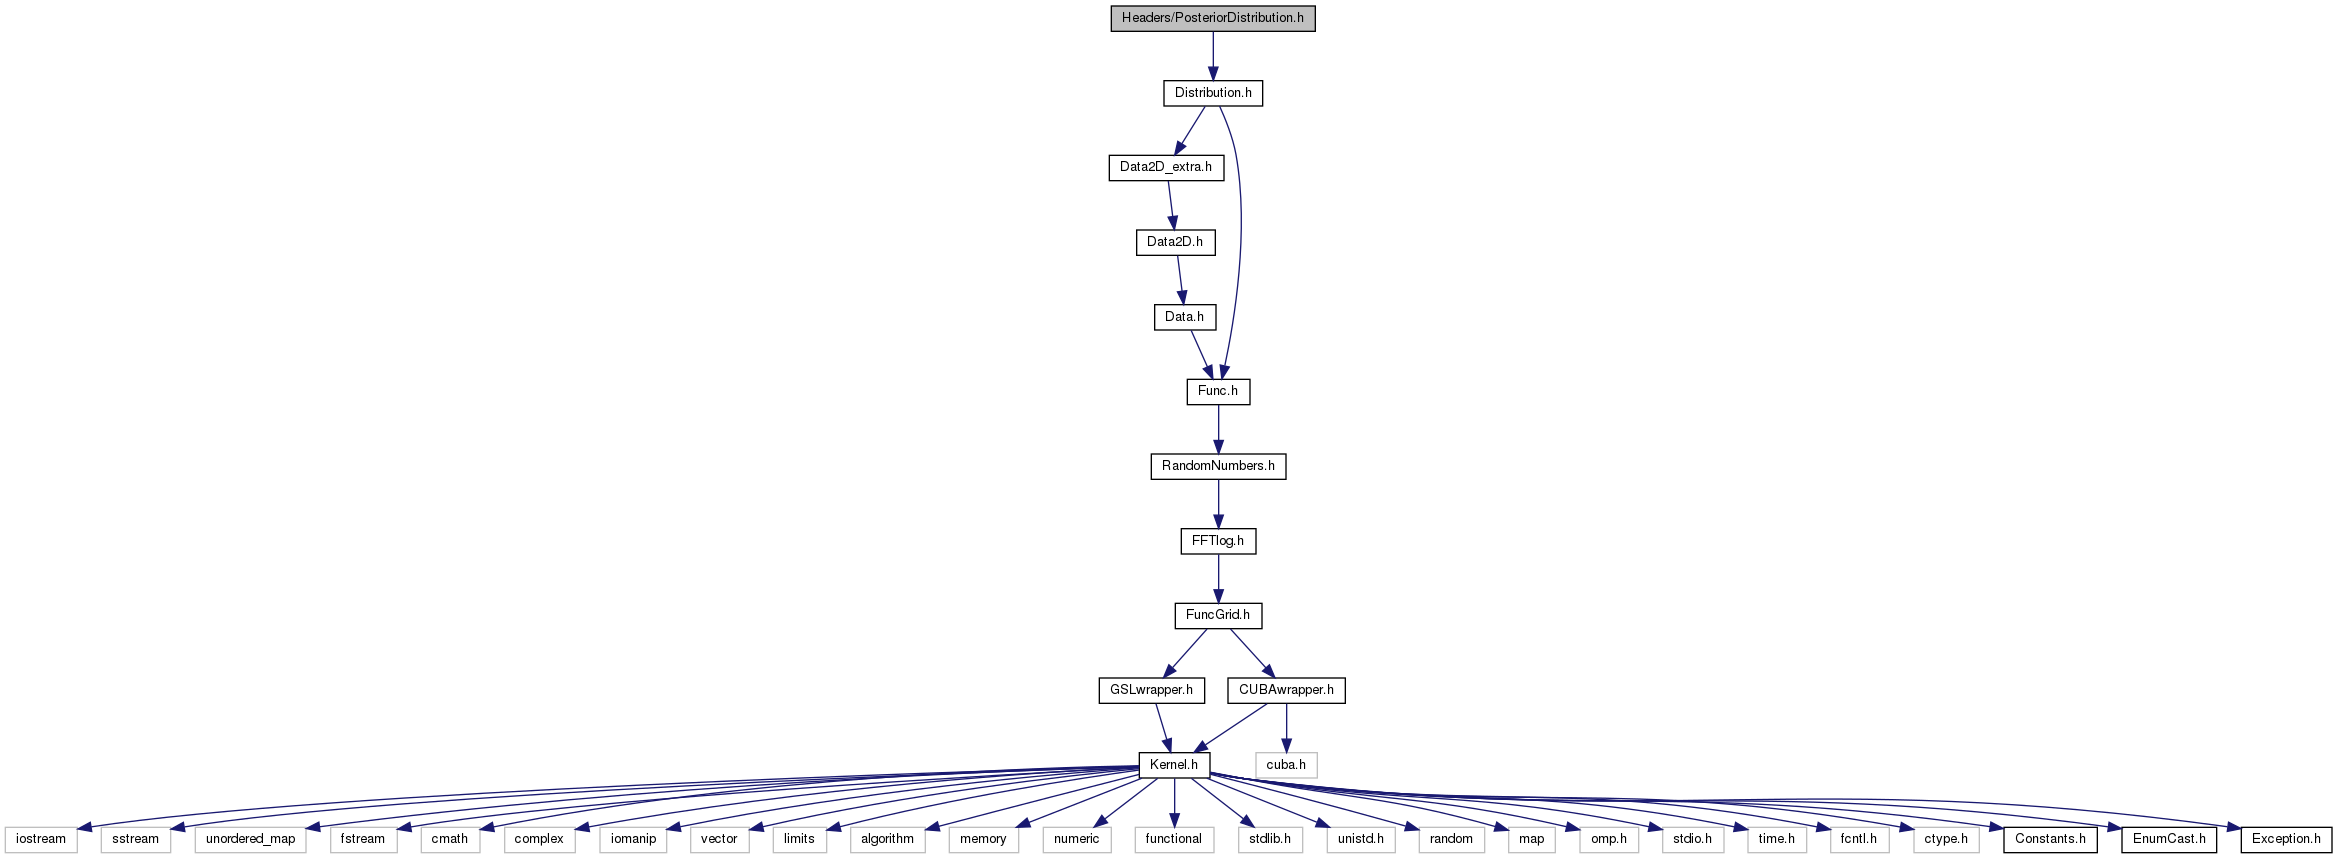 Headers/PosteriorDistribution.h
Distribution.h
Data2D_extra.h
Data2D.h
Data.h
Func.h
RandomNumbers.h
FFTlog.h
FuncGrid.h
GSLwrapper.h
CUBAwrapper.h
Kernel.h
cuba.h
iostream
sstream
unordered_map
fstream
cmath
complex
iomanip
vector
limits
algorithm
memory
numeric
functional
stdlib.h
unistd.h
random
map
omp.h
stdio.h
time.h
fcntl.h
ctype.h
Constants.h
EnumCast.h
Exception.h